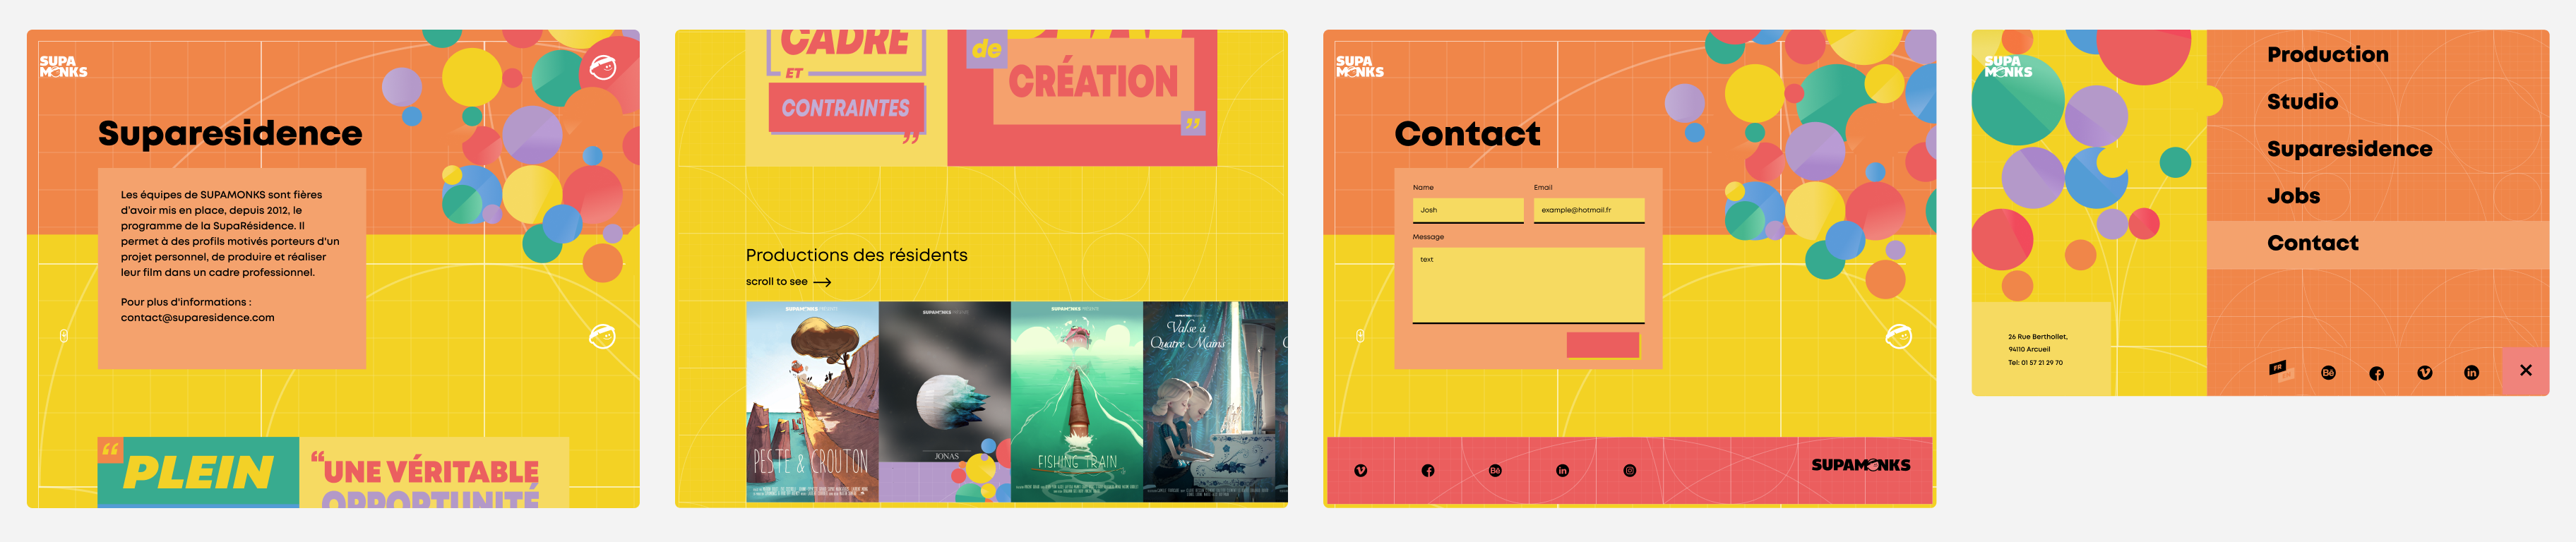 SUPA
MONKS
Suparesidence
Les équipes de SUPAMONKS sont fières
d'avoir mis en place, depuis 2012, le
programme de la SupaRésidence. Il
permet à des profils motivés porteurs d'un
projet personnel, de produire et réaliser
leur film dans un cadre professionnel.
Pour plus d'informations :
contact@suparesidence.com
“PLEIN
“UNE VÉRITABLE
OPPORTUNITÉ
CADRE
ET
CONTRAINTES
”
de
CRÉATION
”
Productions des résidents
scroll to see
SUPAMONKS PRÉSENTE
PESTE & CROUTON
SUPAMONKS PRÉSENTE
JONAS
SUPAMONKS PRÉSENTE
FISHING TRAIN
Valse à
Quatre Mains
SUPA
MONKS
Contact
Name
Email
Josh
example@hotmail.fr
Message
text
SUPAMONKS
SUPA
MONKS
Production
Studio
Suparesidence
Jobs
Contact
26 Rue Berthollet,
94110 Arcueil
Tel: 01 57 21 29 70
FR
EN